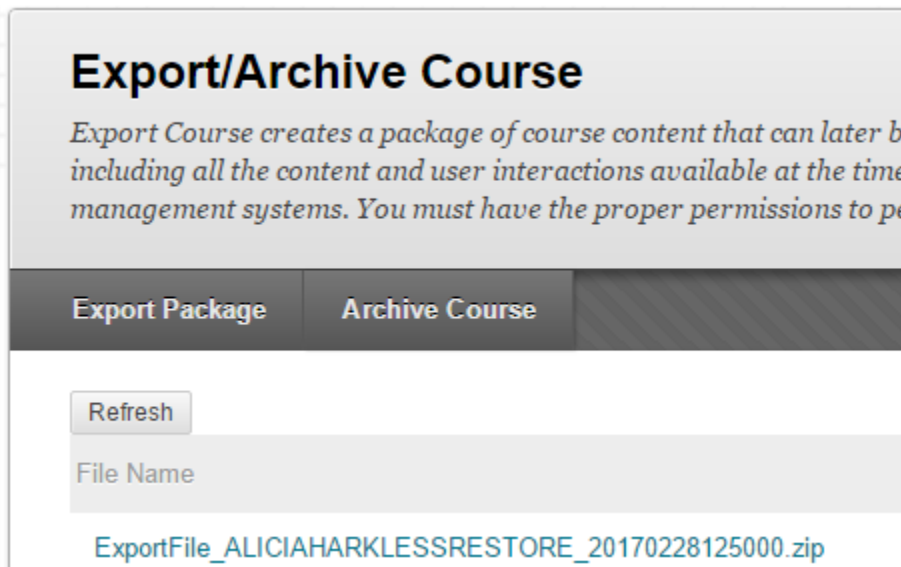 Export/Archive Course
Export Course creates a package of course content that can later b
including all the content and user interactions available at the time
management systems. You must have the proper permissions to pe
Export Package Archive Course
Refresh
File Name
ExportFile_ALICIAHARKLESSRESTORE_20170228125000.zip